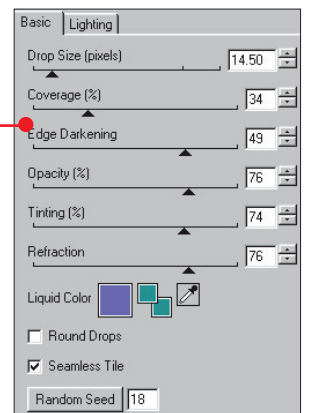 Basic Lighting
Drop Size (pixels) 14.50
Coverage (%) 34
Edge Darkening 49
Opacity (%) 76
Tinting (%) 74
Refraction 76
Liquid Color
Round Drops
Seamless Tile
Random Seed 18